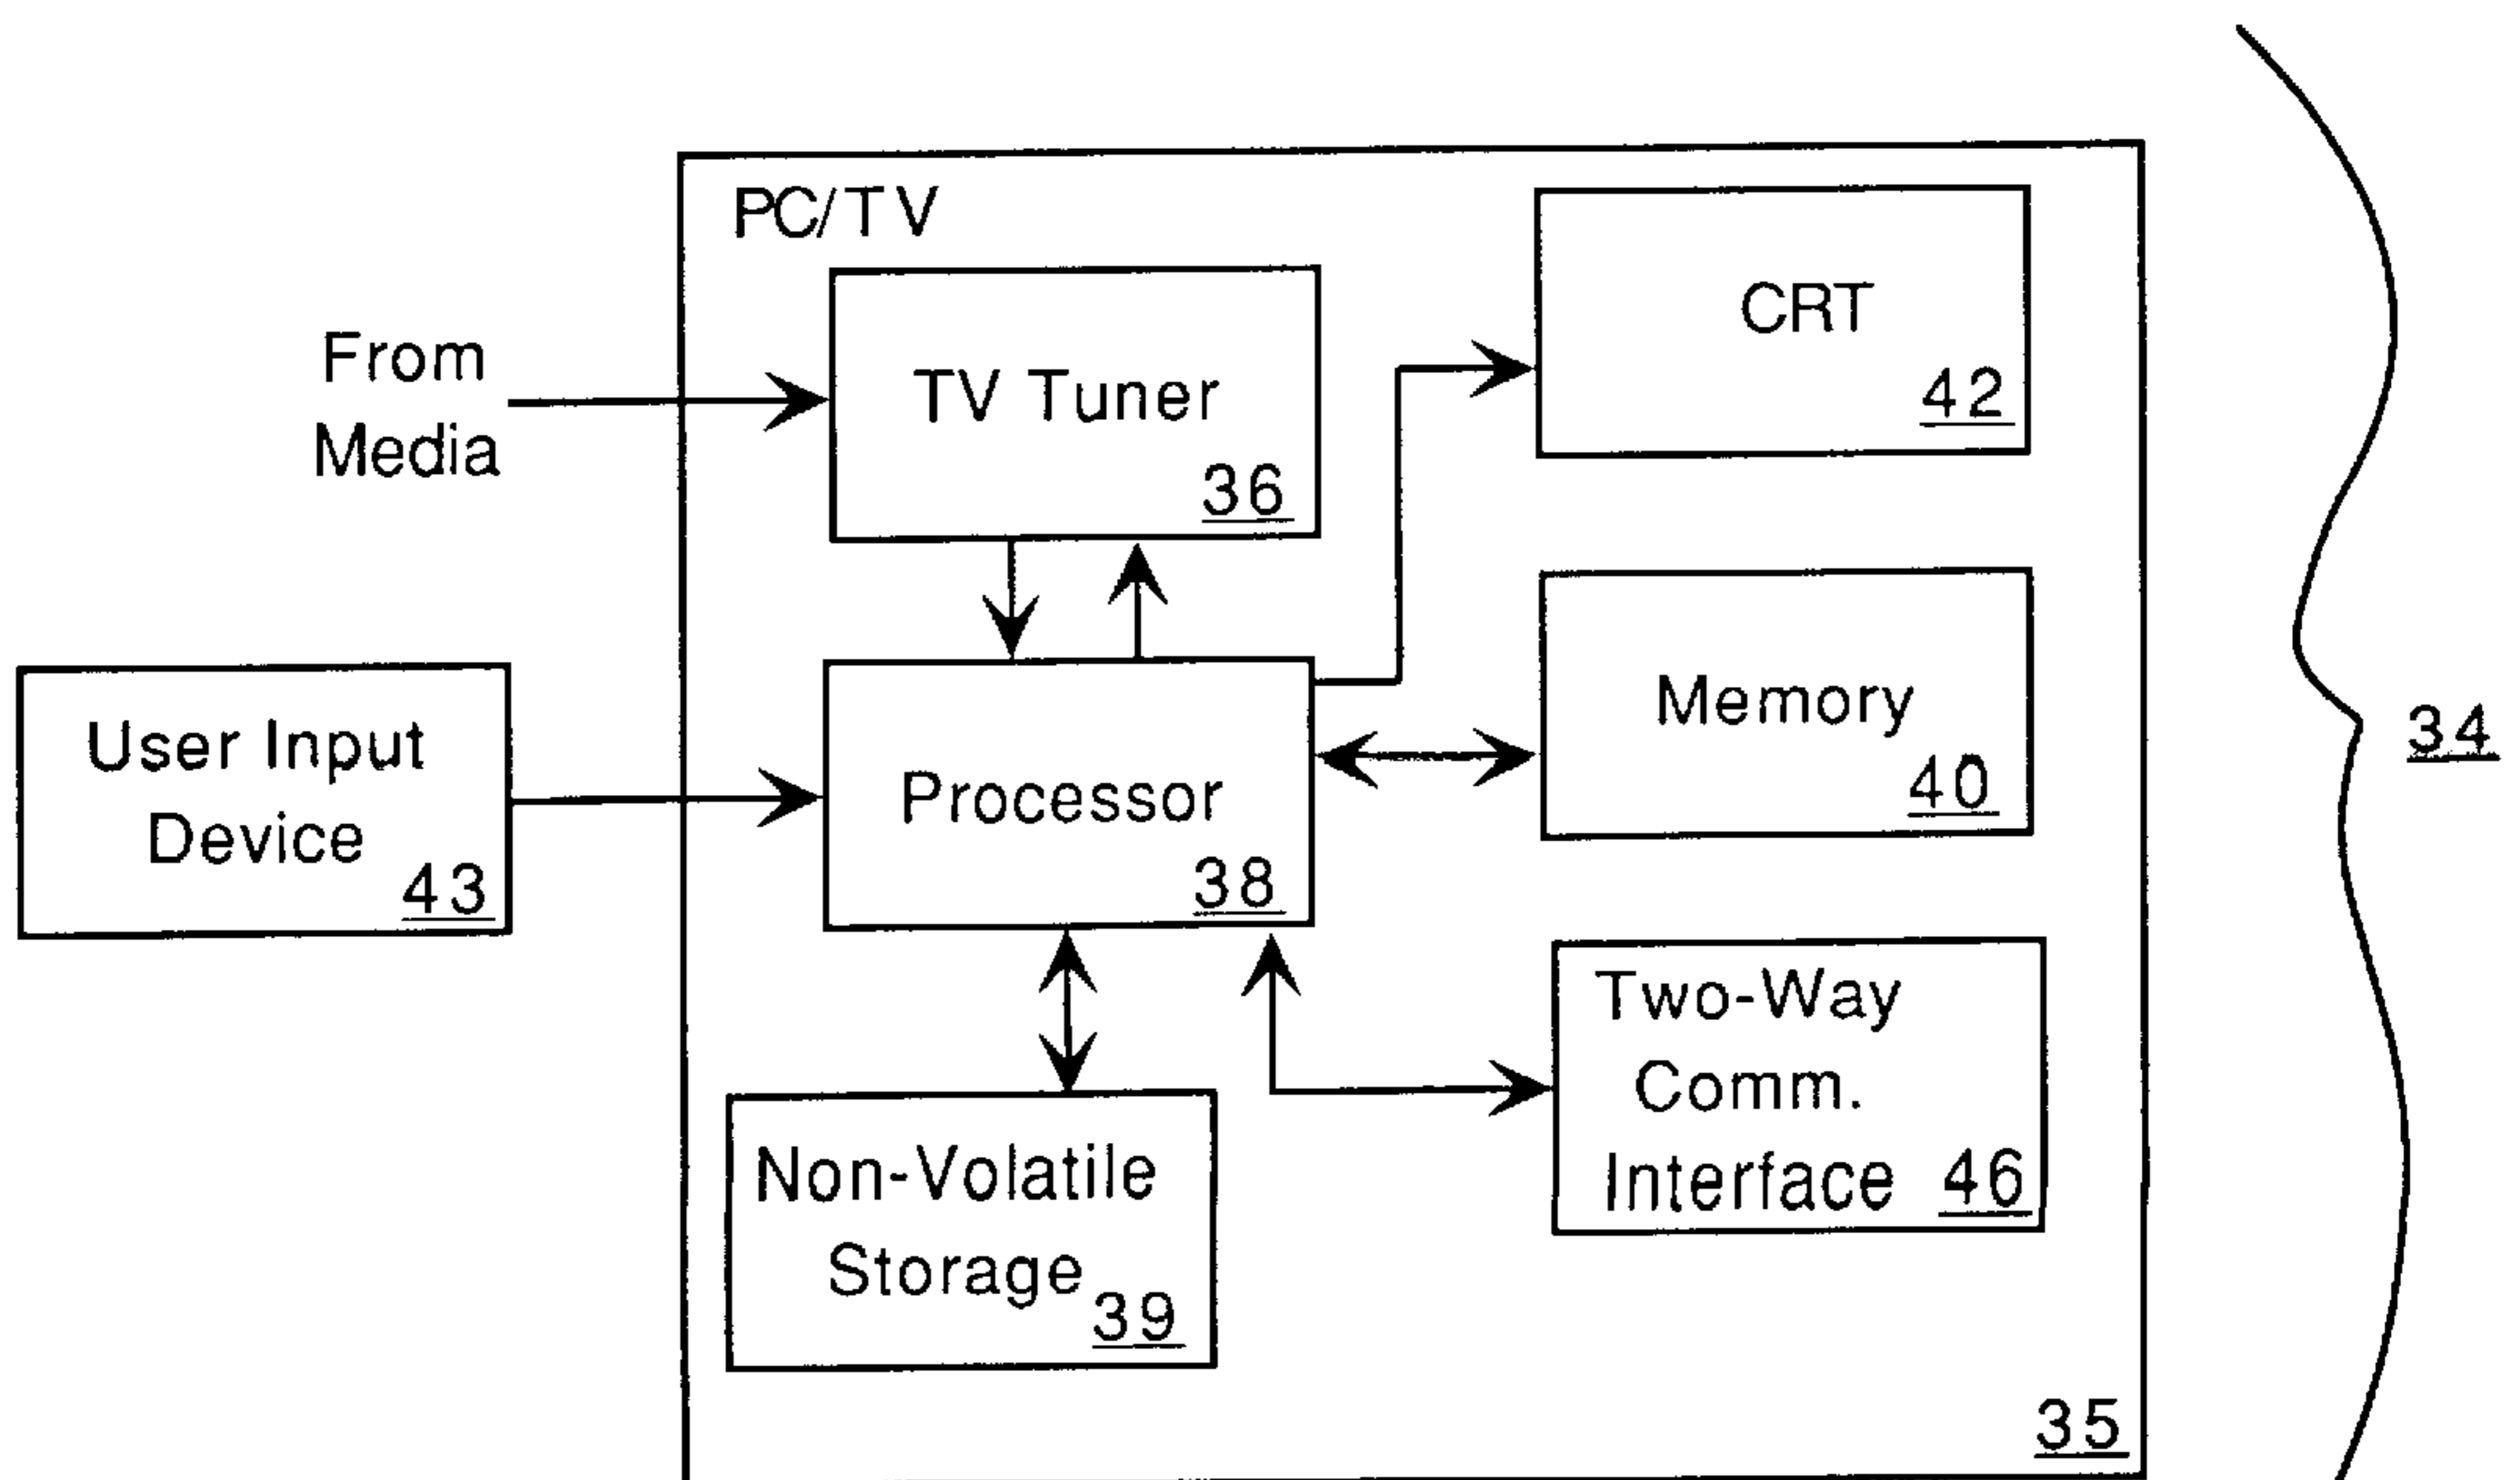 PC/TV
From
Media
TV Tuner
36
CRT
42
User Input
Device
43
Processor
38
Memory
40
34
Non-Volatile
Storage
39
Two-Way
Comm.
Interface 46
35